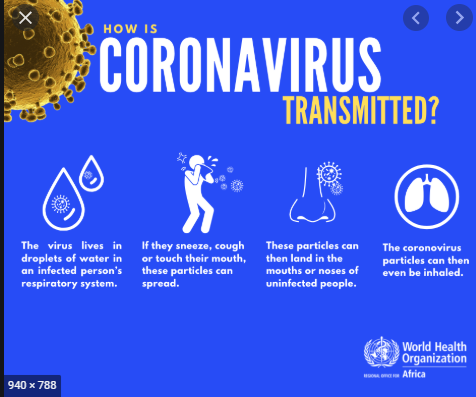 HOW IS
CORONAVIRUS
TRANSMITTED?
The virus lives in
droplets of water in
an infected person's
respiratory system.
If they sneeze, cough
or touch their mouth,
these particles can
spread.
These particles can
then land in the
mouths or noses of
uninfected people.
The coronovirus
particles can then
even be inhaled.
World Health
Organization
REGIONAL OFFICE FOR Africa
940 × 788